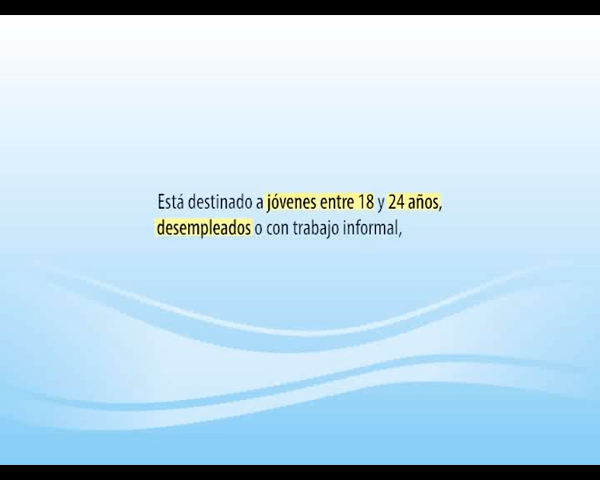 Está destinado a jóvenes entre 18 y 24 años,
desempleados o con trabajo informal,